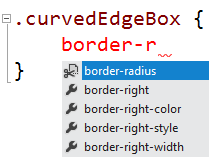 .curvedEdgeBox {
border-r
}
border-radius
border-right
border-right-color
border-right-style
border-right-width